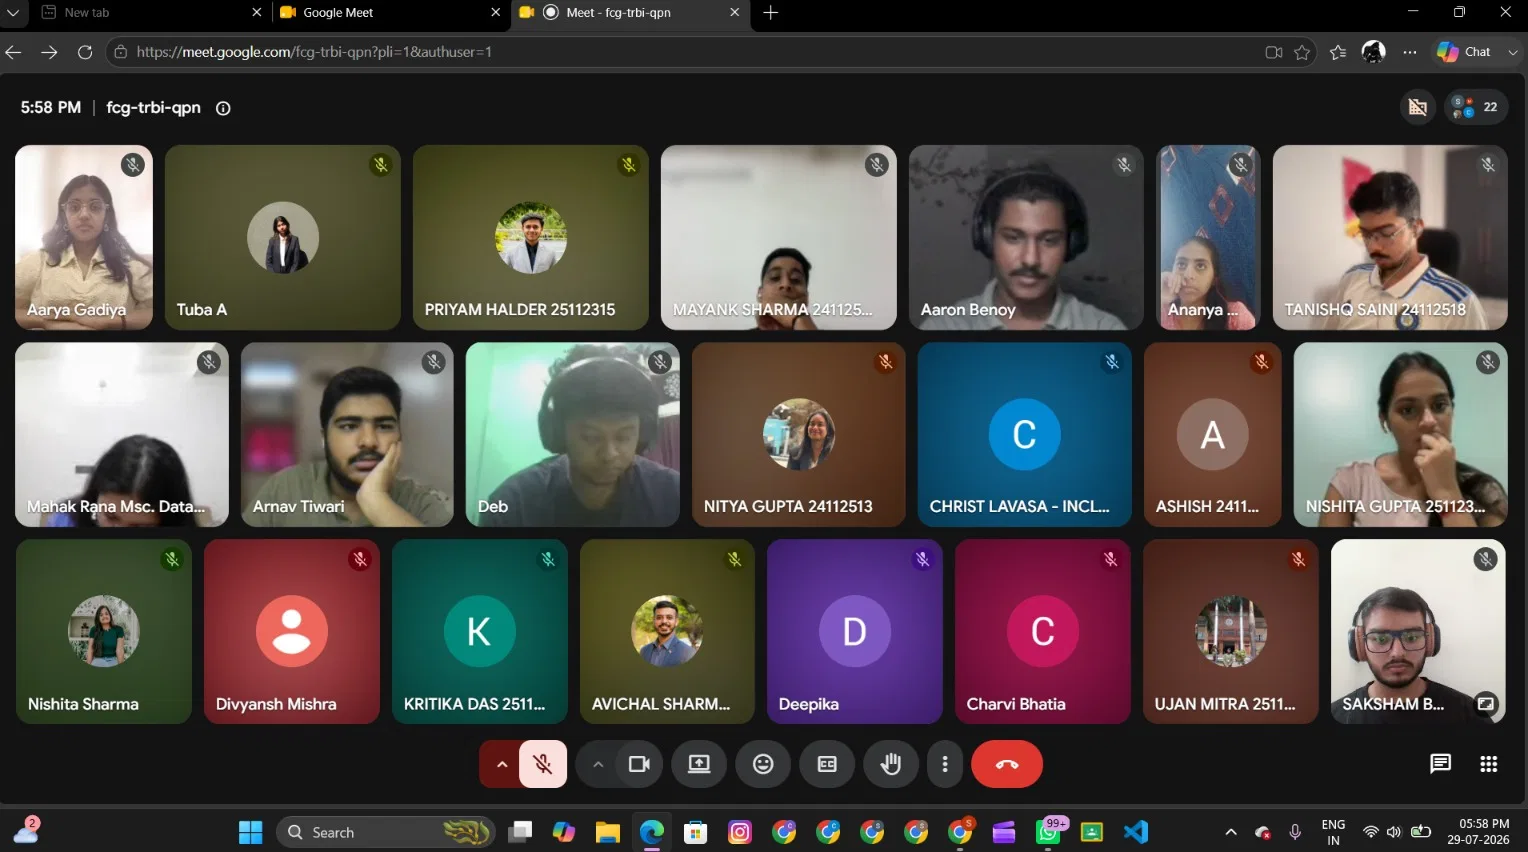 New tab
Google Meet
Meet - fcg-trbi-qpn
https://meet.google.com/fcg-trbi-qpn?pli=1&authuser=1
Chat
5:58 PM | fcg-trbi-qpn
22
Aarya Gadiya
Tuba A
PRIYAM HALDER 25112315
MAYANK SHARMA 241125...
Aaron Benoy
Ananya ...
TANISHQ SAINI 24112518
Mahak Rana Msc. Data...
Arnav Tiwari
Deb
NITYA GUPTA 24112513
C
CHRIST LAVASA - INCL...
A
ASHISH 2411...
NISHITA GUPTA 251123...
Nishita Sharma
Divyansh Mishra
K
KRITIKA DAS 2511...
AVICHAL SHARM...
D
Deepika
C
Charvi Bhatia
UJAN MITRA 2511...
SAKSHAM B...
2
Search
99+
ENG
IN
05:58 PM
29-07-2026